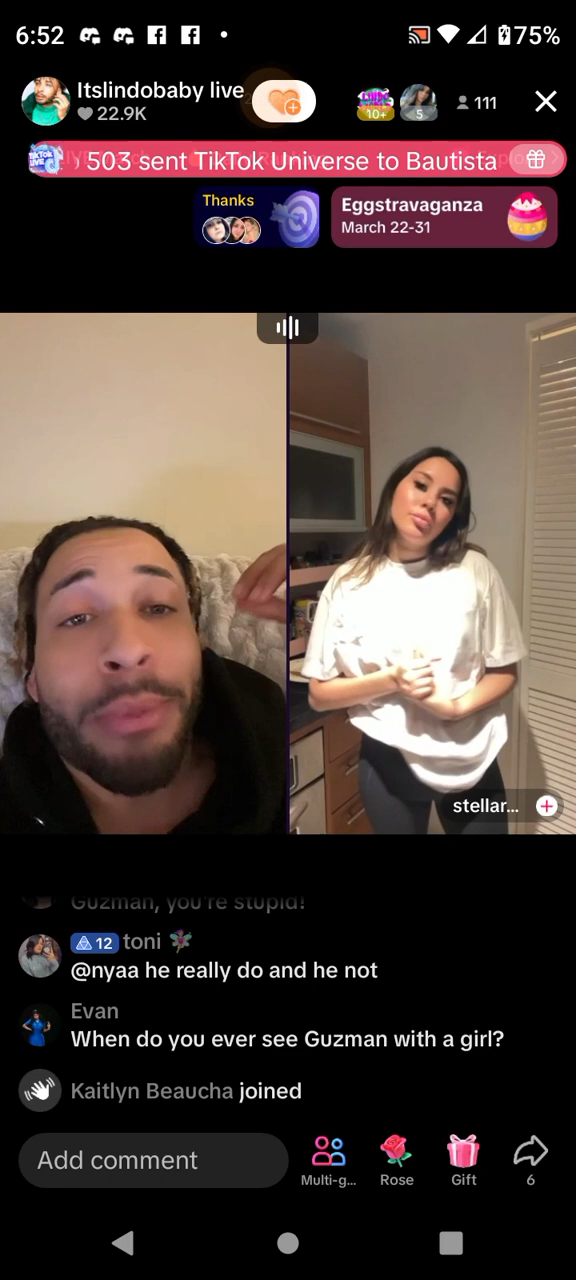 6:52
75%
Itslindobaby live
22.9K
10+
5
111
503 sent TikTok Universe to Bautista
Thanks
Eggstravaganza
March 22-31
stellar...
Guzman, you're stupid!
12 toni
@nyaa he really do and he not
Evan
When do you ever see Guzman with a girl?
Kaitlyn Beaucha joined
Add comment
Multi-g...
Rose
Gift
6